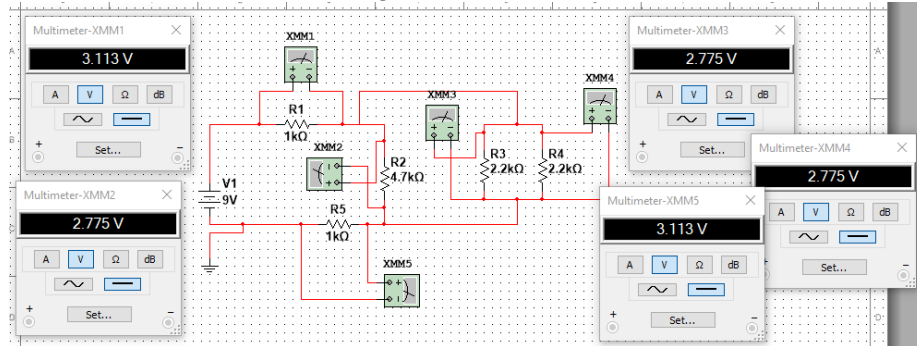 Multimeter-XMM1
3.113 V
A V Ω dB
Set...
+ -
Multimeter-XMM2
2.775 V
A V Ω dB
Set...
+ -
XMM1
+ -
R1
1kΩ
XMM2
R2
4.7kΩ
V1
9V
R5
1kΩ
XMM5
XMM3
+ -
R3
2.2kΩ
R4
2.2kΩ
XMM4
+ -
Multimeter-XMM3
2.775 V
A V Ω dB
Set...
+ -
Multimeter-XMM4
2.775 V
V Ω dB
Set...
-
Multimeter-XMM5
3.113 V
A V Ω dB
Set...
+ -